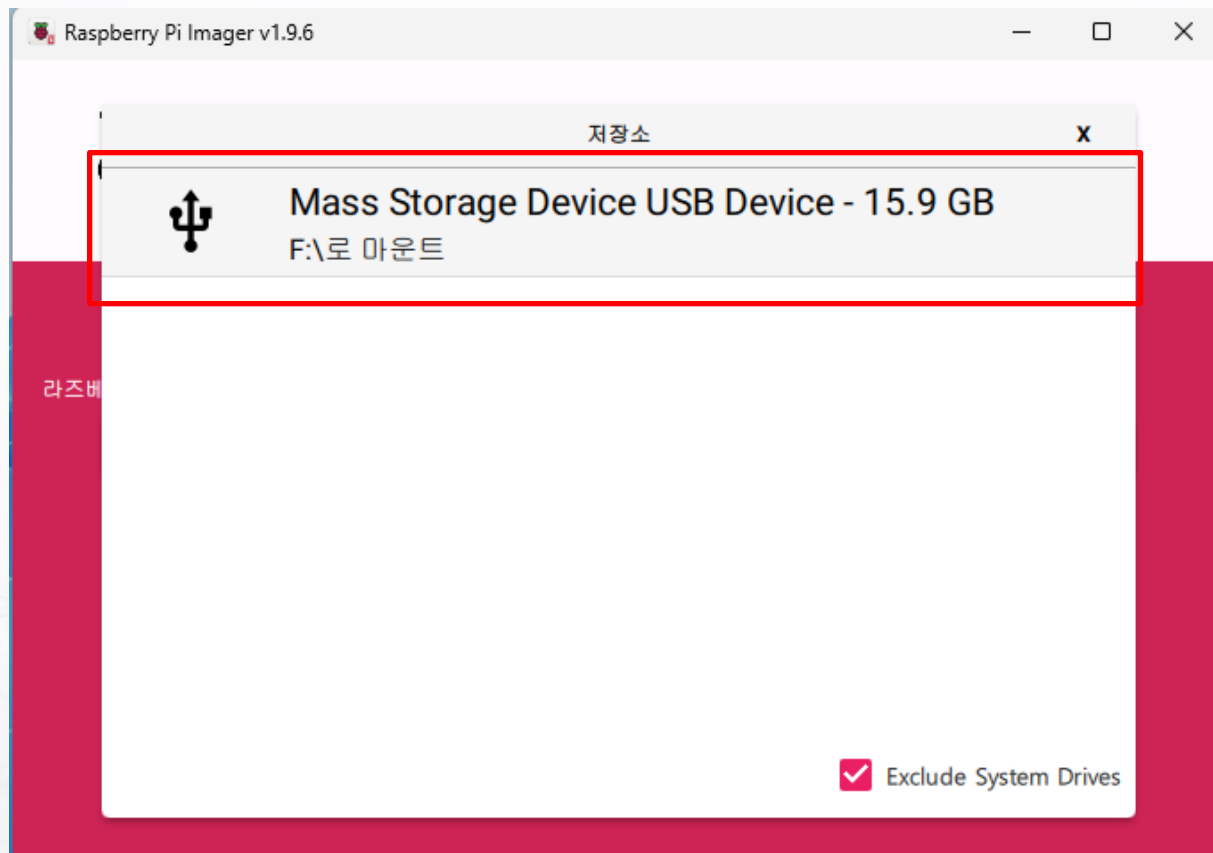 Raspberry Pi Imager v1.9.6
저장소
X
Mass Storage Device USB Device - 15.9 GB
F:\로 마운트
라즈베
Exclude System Drives